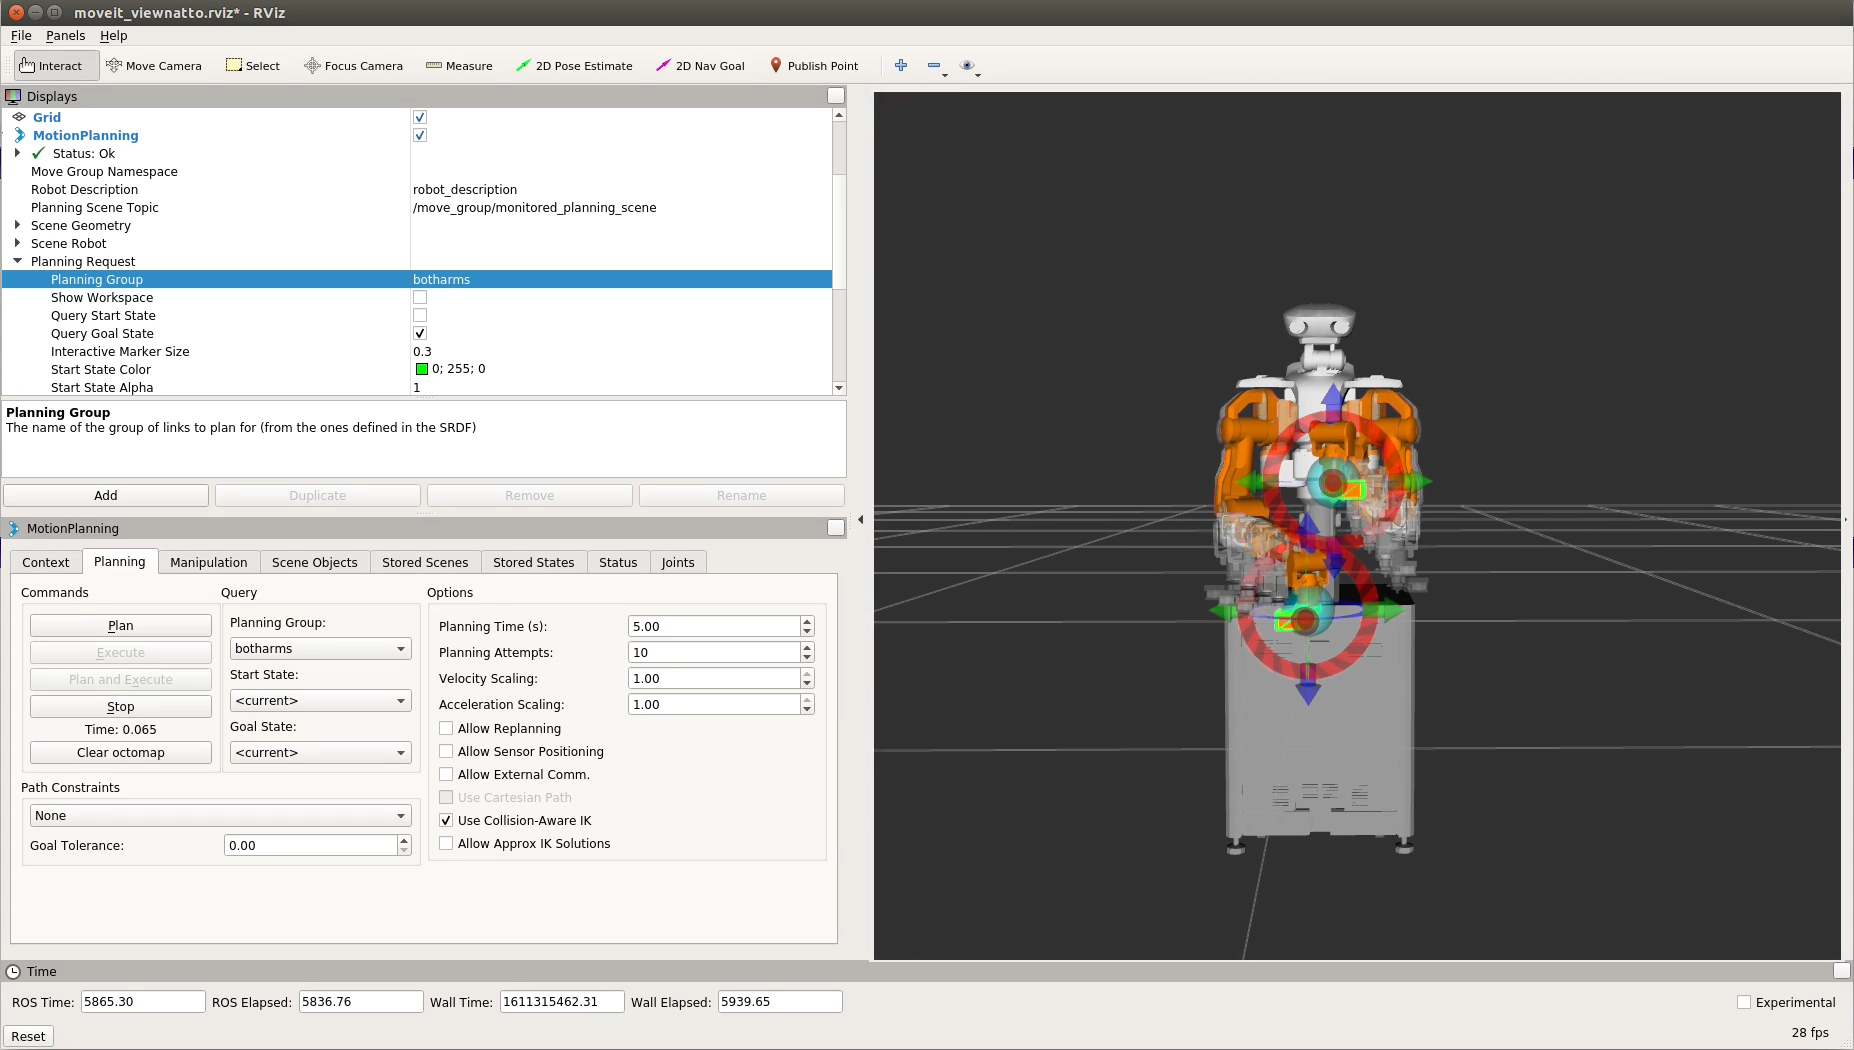 moveit_viewnatto.rviz* - RViz
File Panels Help
Interact Move Camera Select Focus Camera Measure 2D Pose Estimate 2D Nav Goal Publish Point
Displays
Grid
MotionPlanning
Status: Ok
Move Group Namespace
Robot Description robot_description
Planning Scene Topic /move_group/monitored_planning_scene
Scene Geometry
Scene Robot
Planning Request
Planning Group botharms
Show Workspace
Query Start State
Query Goal State
Interactive Marker Size 0.3
Start State Color 0; 255; 0
Start State Alpha 1
Planning Group
The name of the group of links to plan for (from the ones defined in the SRDF)
Add Duplicate Remove Rename
MotionPlanning
Context Planning Manipulation Scene Objects Stored Scenes Stored States Status Joints
Commands
Plan
Execute
Plan and Execute
Stop
Time: 0.065
Clear octomap
Query
Planning Group:
botharms
Start State:
<current>
Goal State:
<current>
Path Constraints
None
Goal Tolerance: 0.00
Options
Planning Time (s): 5.00
Planning Attempts: 10
Velocity Scaling: 1.00
Acceleration Scaling: 1.00
Allow Replanning
Allow Sensor Positioning
Allow External Comm.
Use Cartesian Path
Use Collision-Aware IK
Allow Approx IK Solutions
Time
ROS Time: 5865.30 ROS Elapsed: 5836.76 Wall Time: 1611315462.31 Wall Elapsed: 5939.65 Experimental
Reset 28 fps